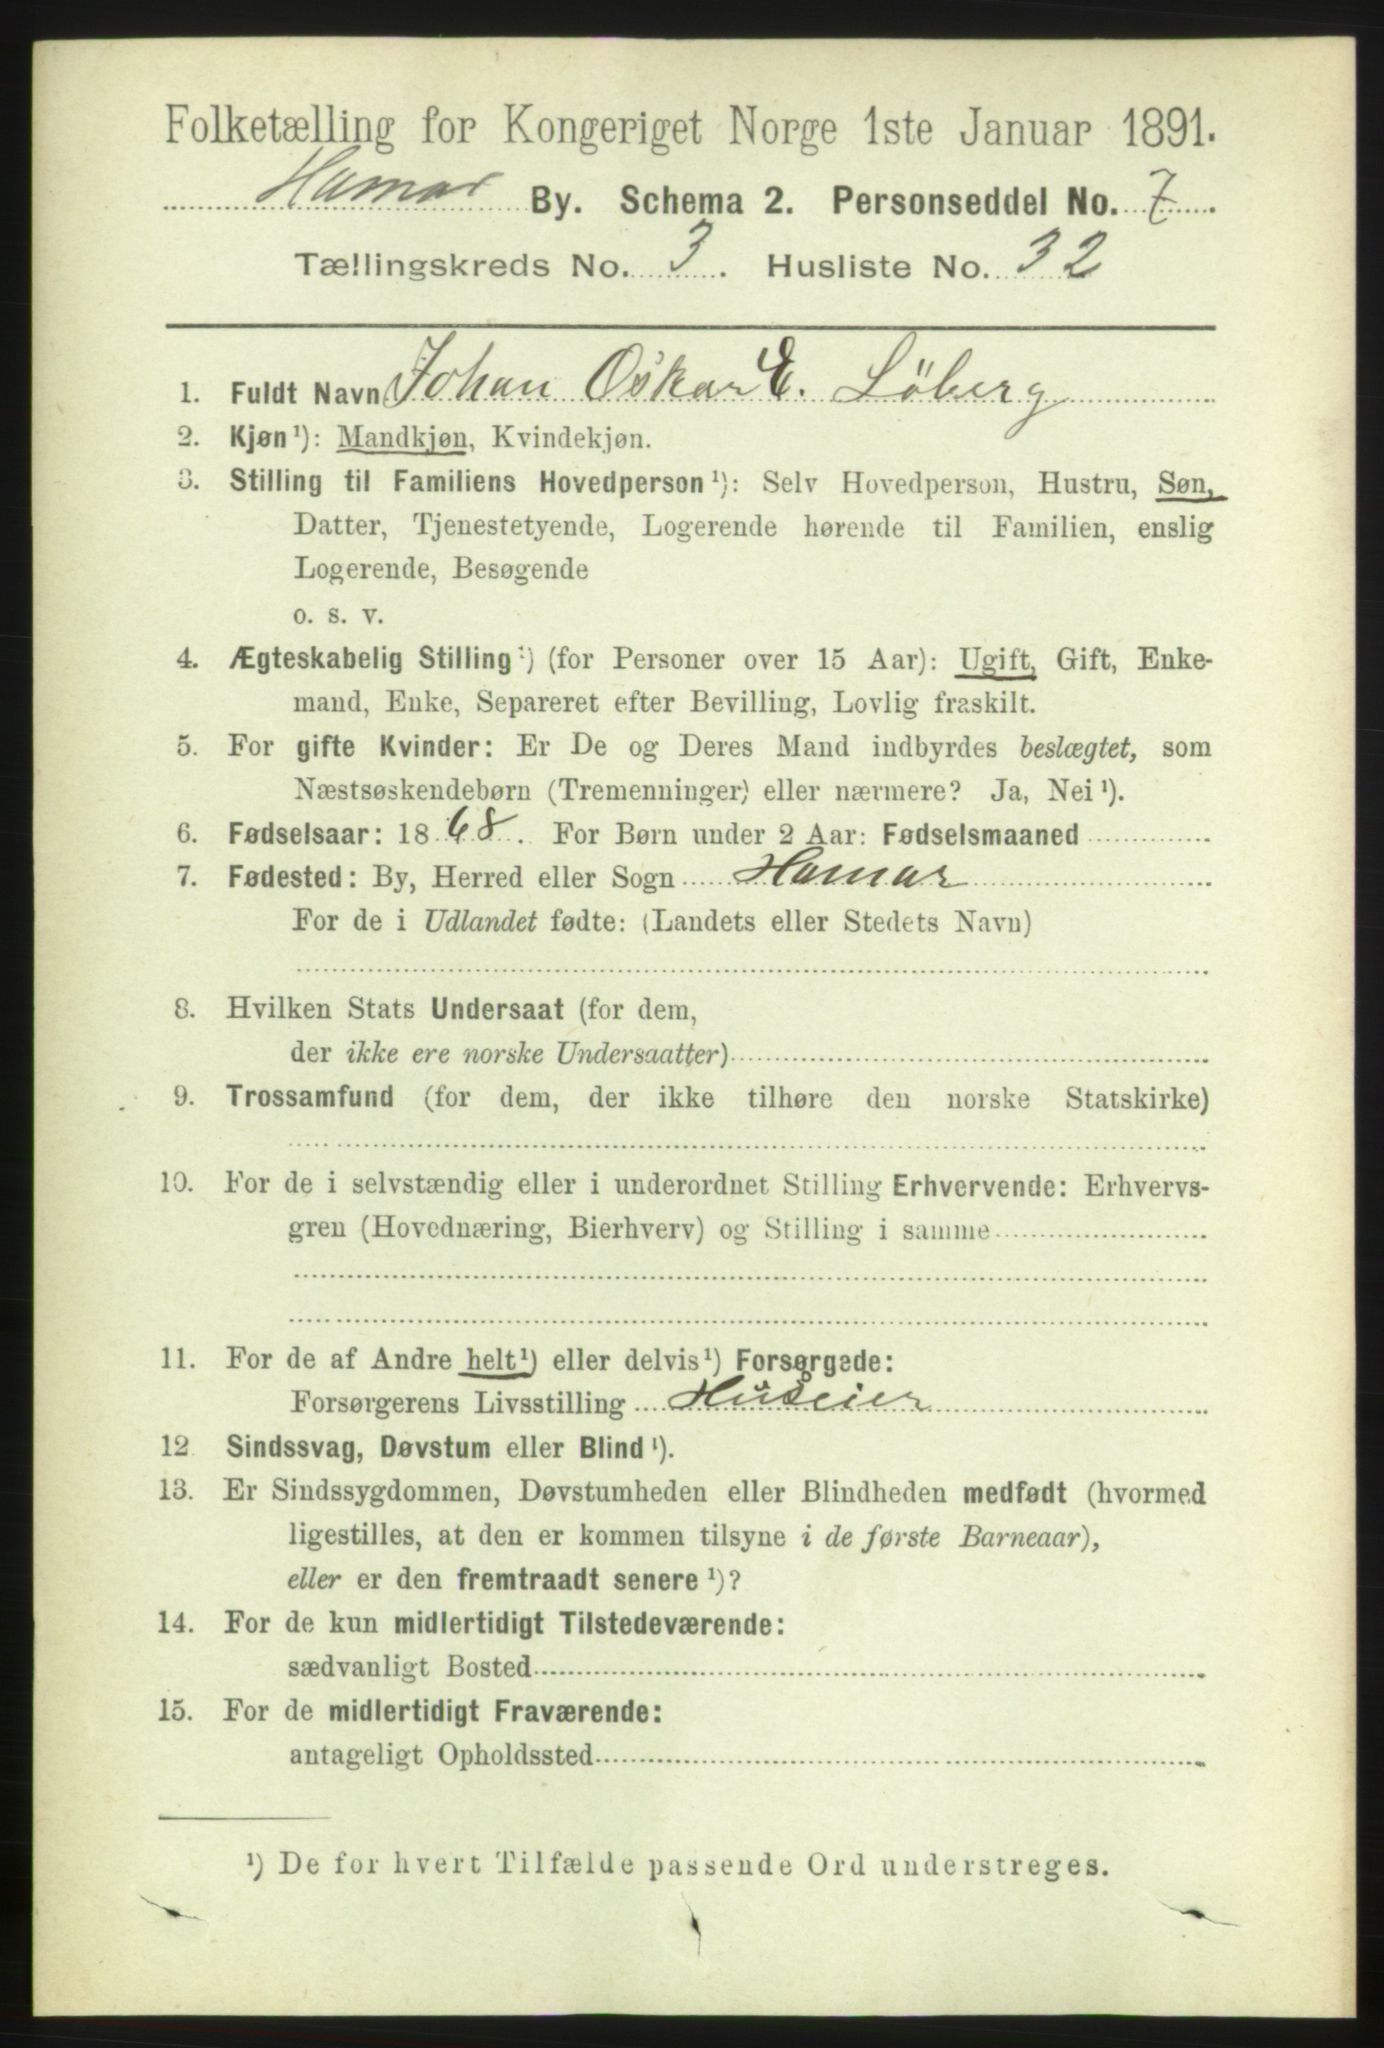 Folketælling for Kongeriget Norge 1ste Januar 1891.
Hamar By. Schema 2. Personseddel No. 7
Tællingskreds No. 3. Husliste No. 32
1. Fuldt Navn Johan Oskar E. Löberg
2. Kjøn¹): Mandkjøn, Kvindekjøn.
3. Stilling til Familiens Hovedperson¹): Selv Hovedperson, Hustru, Søn,
Datter, Tjenestetyende, Logerende hørende til Familien, enslig
Logerende, Besøgende
o. s. v.
4. Ægteskabelig Stilling¹) (for Personer over 15 Aar): Ugift, Gift, Enke-
mand, Enke, Separeret efter Bevilling, Lovlig fraskilt.
5. For gifte Kvinder: Er De og Deres Mand indbyrdes beslægtet, som
Næstsøskendebørn (Tremenninger) eller nærmere? Ja, Nei¹).
6. Fødselsaar: 1868. For Børn under 2 Aar: Fødselsmaaned
7. Fødested: By, Herred eller Sogn Hamar
For de i Udlandet fødte: (Landets eller Stedets Navn)
8. Hvilken Stats Undersaat (for dem,
der ikke ere norske Undersaatter)
9. Trossamfund (for dem, der ikke tilhøre den norske Statskirke)
10. For de i selvstændig eller i underordnet Stilling Erhvervende: Erhvervs-
gren (Hovednæring, Bierhverv) og Stilling i samme
11. For de af Andre helt¹) eller delvis¹) Forsørgede:
Forsørgerens Livsstilling Huseier
12 Sindssvag, Døvstum eller Blind¹).
13. Er Sindssygdommen, Døvstumheden eller Blindheden medfødt (hvormed
ligestilles, at den er kommen tilsyne i de første Barneaar),
eller er den fremtraadt senere¹)?
14. For de kun midlertidigt Tilstedeværende:
sædvanligt Bosted
15. For de midlertidigt Fraværende:
antageligt Opholdssted
¹) De for hvert Tilfælde passende Ord understreges.